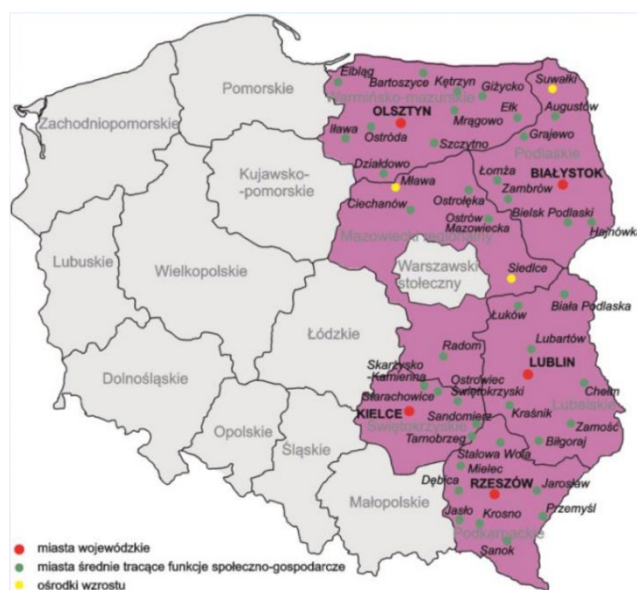 Elbląg
Bartoszyce
Kętrzyn
Giżycko
Suwałki
Pomorskie
Warmińsko-mazurskie
Ełk
Augustów
OLSZTYN
Mrągowo
Zachodniopomorskie
Iława
Ostróda
Szczytno
Grajewo
Podlaskie
Działdowo
Łomża
BIAŁYSTOK
Kujawsko-
-pomorskie
Mława
Zambrów
Ciechanów
Ostrołęka
Ostrów
Mazowiecka
Bielsk Podlaski
Hajnówka
Mazowiecki regionalny
Lubuskie
Wielkopolskie
Warszawski
stołeczny
Siedlce
Łuków
Biała Podlaska
Łódzkie
Radom
Lubartów
Dolnośląskie
Skarżysko
-Kamienna
Ostrowiec
Świętokrzyski
LUBLIN
Starachowice
Chełm
KIELCE
Świętokrzyskie
Sandomierz
Kraśnik
Lubelskie
Opolskie
Tarnobrzeg
Zamość
Śląskie
Stalowa Wola
Biłgoraj
Mielec
Małopolskie
Dębica
RZESZÓW
Jarosław
Jasło
Krosno
Przemyśl
Podkarpackie
Sanok
miasta wojewódzkie
miasta średnie tracące funkcje społeczno-gospodarcze
ośrodki wzrostu